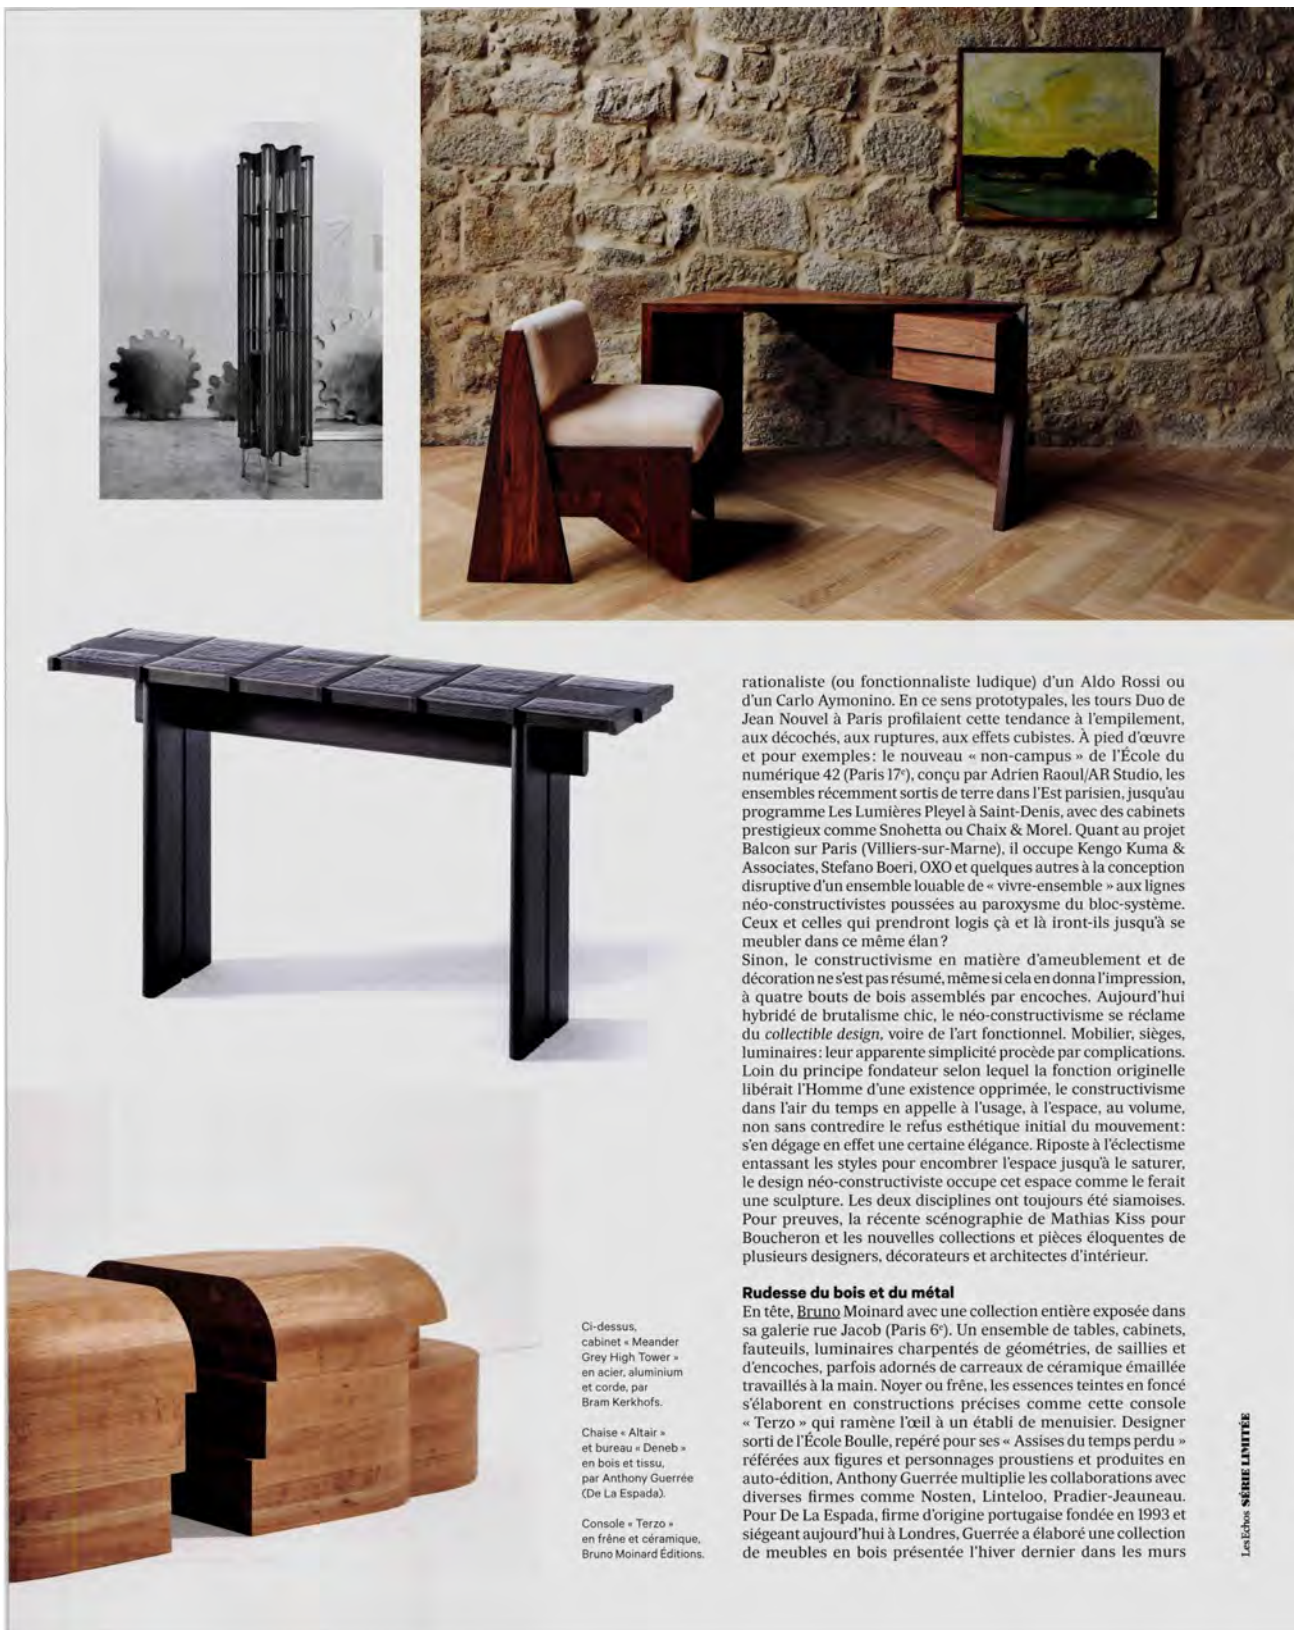 rationaliste (ou fonctionnaliste ludique) d'un Aldo Rossi ou
d'un Carlo Aymonino. En ce sens prototypales, les tours Duo de
Jean Nouvel à Paris profilaient cette tendance à l'empilement,
aux décochés, aux ruptures, aux effets cubistes. À pied d'œuvre
et pour exemples : le nouveau « non-campus » de l'École du
numérique 42 (Paris 17e), conçu par Adrien Raoul/AR Studio, les
ensembles récemment sortis de terre dans l'Est parisien, jusqu'au
programme Les Lumières Pleyel à Saint-Denis, avec des cabinets
prestigieux comme Snohetta ou Chaix & Morel. Quant au projet
Balcon sur Paris (Villiers-sur-Marne), il occupe Kengo Kuma &
Associates, Stefano Boeri, OXO et quelques autres à la conception
disruptive d'un ensemble louable de « vivre-ensemble » aux lignes
néo-constructivistes poussées au paroxysme du bloc-système.
Ceux et celles qui prendront logis çà et là iront-ils jusqu'à se
meubler dans ce même élan ?
Sinon, le constructivisme en matière d'ameublement et de
décoration ne s'est pas résumé, même si cela en donna l'impression,
à quatre bouts de bois assemblés par encoches. Aujourd'hui
hybridé de brutalisme chic, le néo-constructivisme se réclame
du collectible design, voire de l'art fonctionnel. Mobilier, sièges,
luminaires : leur apparente simplicité procède par complications.
Loin du principe fondateur selon lequel la fonction originelle
libérait l'Homme d'une existence opprimée, le constructivisme
dans l'air du temps en appelle à l'usage, à l'espace, au volume,
non sans contredire le refus esthétique initial du mouvement :
s'en dégage en effet une certaine élégance. Riposte à l'éclectisme
entassant les styles pour encombrer l'espace jusqu'à le saturer,
le design néo-constructiviste occupe cet espace comme le ferait
une sculpture. Les deux disciplines ont toujours été siamoises.
Pour preuves, la récente scénographie de Mathias Kiss pour
Boucheron et les nouvelles collections et pièces éloquentes de
plusieurs designers, décorateurs et architectes d'intérieur.
Rudesse du bois et du métal
En tête, Bruno Moinard avec une collection entière exposée dans
sa galerie rue Jacob (Paris 6e). Un ensemble de tables, cabinets,
fauteuils, luminaires charpentés de géométries, de saillies et
d'encoches, parfois adornés de carreaux de céramique émaillée
travaillés à la main. Noyer ou frêne, les essences teintes en foncé
s'élaborent en constructions précises comme cette console
« Terzo » qui ramène l'œil à un établi de menuisier. Designer
sorti de l'École Boulle, repéré pour ses « Assises du temps perdu »
référées aux figures et personnages proustiens et produites en
auto-édition, Anthony Guerrée multiplie les collaborations avec
diverses firmes comme Nosten, Linteloo, Pradier-Jeauneau.
Pour De La Espada, firme d'origine portugaise fondée en 1993 et
siégeant aujourd'hui à Londres, Guerrée a élaboré une collection
de meubles en bois présentée l'hiver dernier dans les murs
Ci-dessus,
cabinet « Meander
Grey High Tower »
en acier, aluminium
et corde, par
Bram Kerkhofs.
Chaise « Altair »
et bureau « Deneb »
en bois et tissu,
par Anthony Guerrée
(De La Espada).
Console « Terzo »
en frêne et céramique,
Bruno Moinard Éditions.
Les Echos SÉRIE LIMITÉE